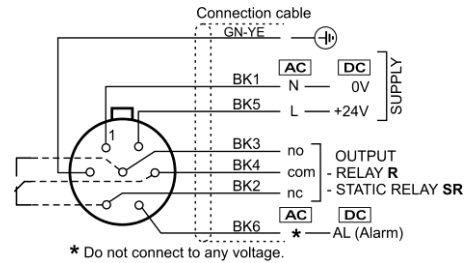 Connection cable
GN-YE
AC DC
BK1 N 0V
BK5 L +24V
SUPPLY
1
BK3 no
BK4 com
BK2 nc
OUTPUT
- RELAY R
- STATIC RELAY SR
AC DC
BK6 * AL (Alarm)
* Do not connect to any voltage.